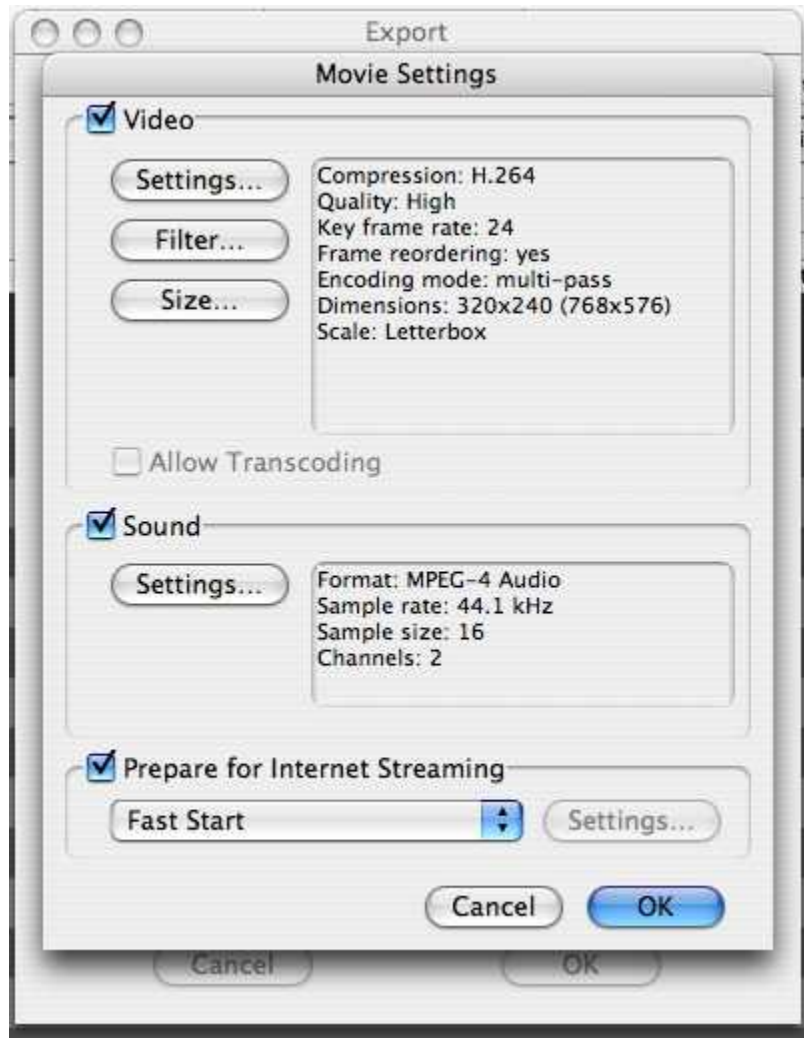 Export
Movie Settings
Video
Settings...
Filter...
Size...
Compression: H.264
Quality: High
Key frame rate: 24
Frame reordering: yes
Encoding mode: multi-pass
Dimensions: 320x240 (768x576)
Scale: Letterbox
Allow Transcoding
Sound
Settings...
Format: MPEG-4 Audio
Sample rate: 44.1 kHz
Sample size: 16
Channels: 2
Prepare for Internet Streaming
Fast Start
Settings...
Cancel
OK
Cancel
OK